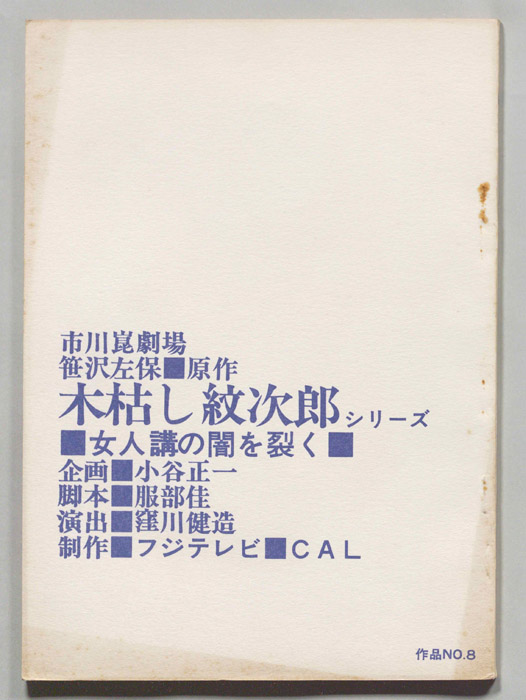 市川崑劇場
笹沢左保■原作
木枯し紋次郎シリーズ
■女人講の闇を裂く■
企画■小谷正一
脚本■服部佳
演出■窪川健造
制作■フジテレビ■CAL
作品NO.8